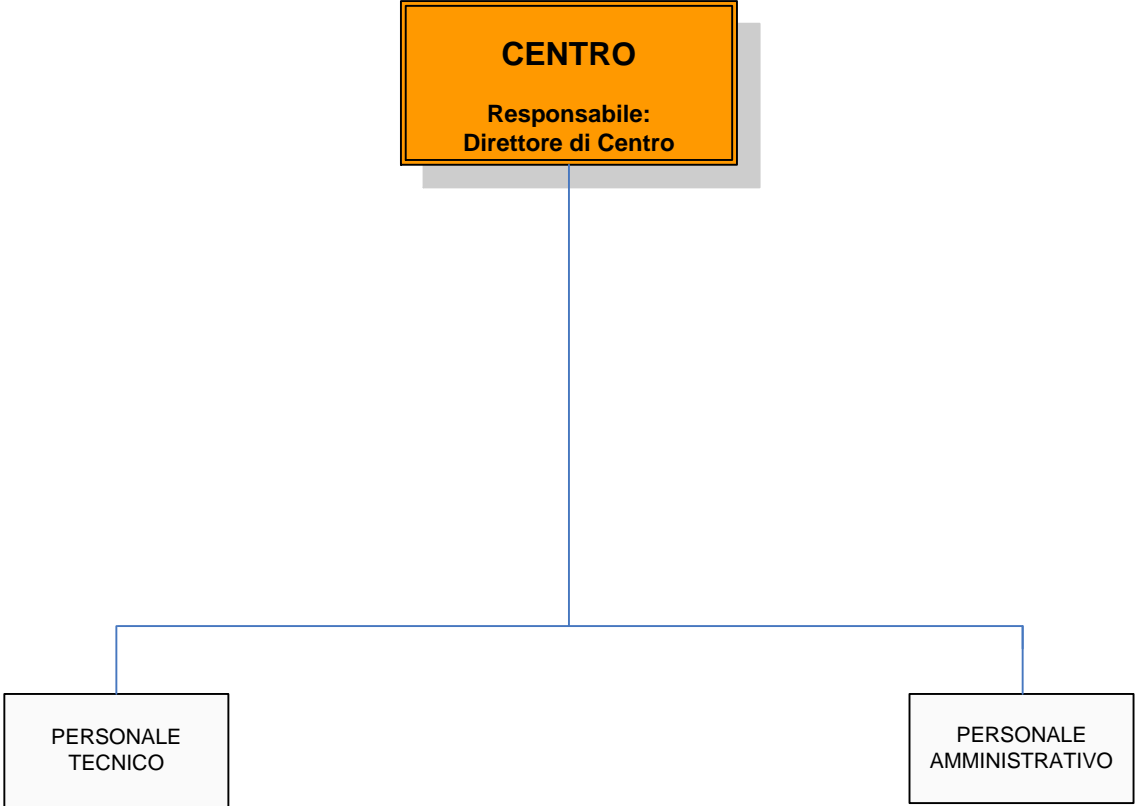 CENTRO
Responsabile:
Direttore di Centro
PERSONALE
TECNICO
PERSONALE
AMMINISTRATIVO